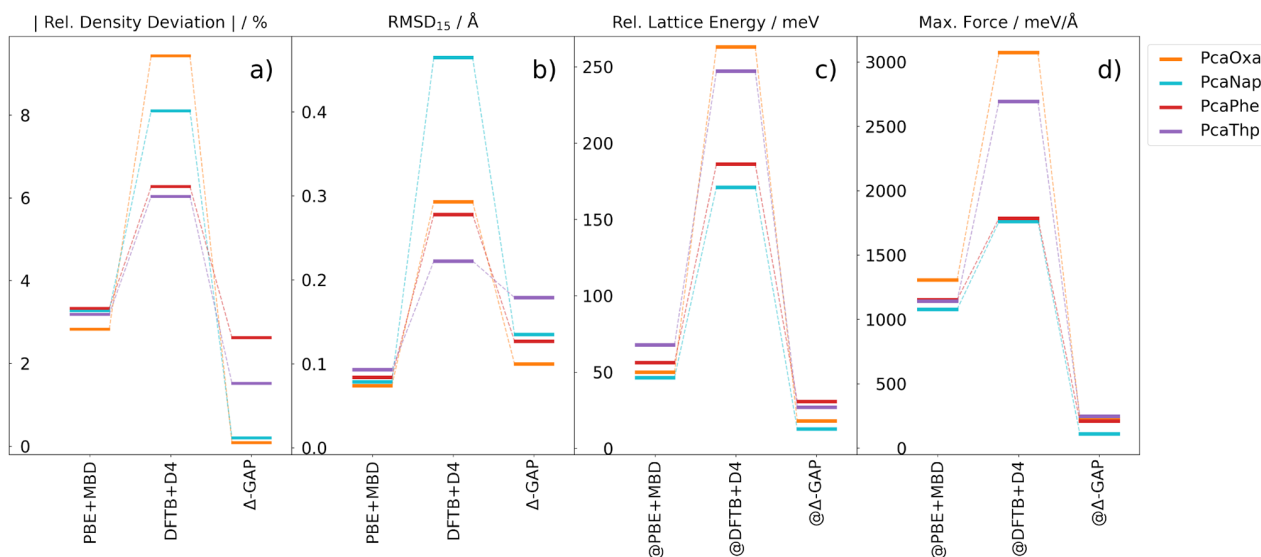 | Rel. Density Deviation | / %
RMSD₁₅ / Å
Rel. Lattice Energy / meV
Max. Force / meV/Å
a)
b)
c)
d)
PcaOxa
PcaNap
PcaPhe
PcaThp
8
6
4
2
0
0.4
0.3
0.2
0.1
0.0
250
200
150
100
50
0
3000
2500
2000
1500
1000
500
0
PBE+MBD
DFTB+D4
Δ-GAP
PBE+MBD
DFTB+D4
Δ-GAP
@PBE+MBD
@DFTB+D4
@Δ-GAP
@PBE+MBD
@DFTB+D4
@Δ-GAP